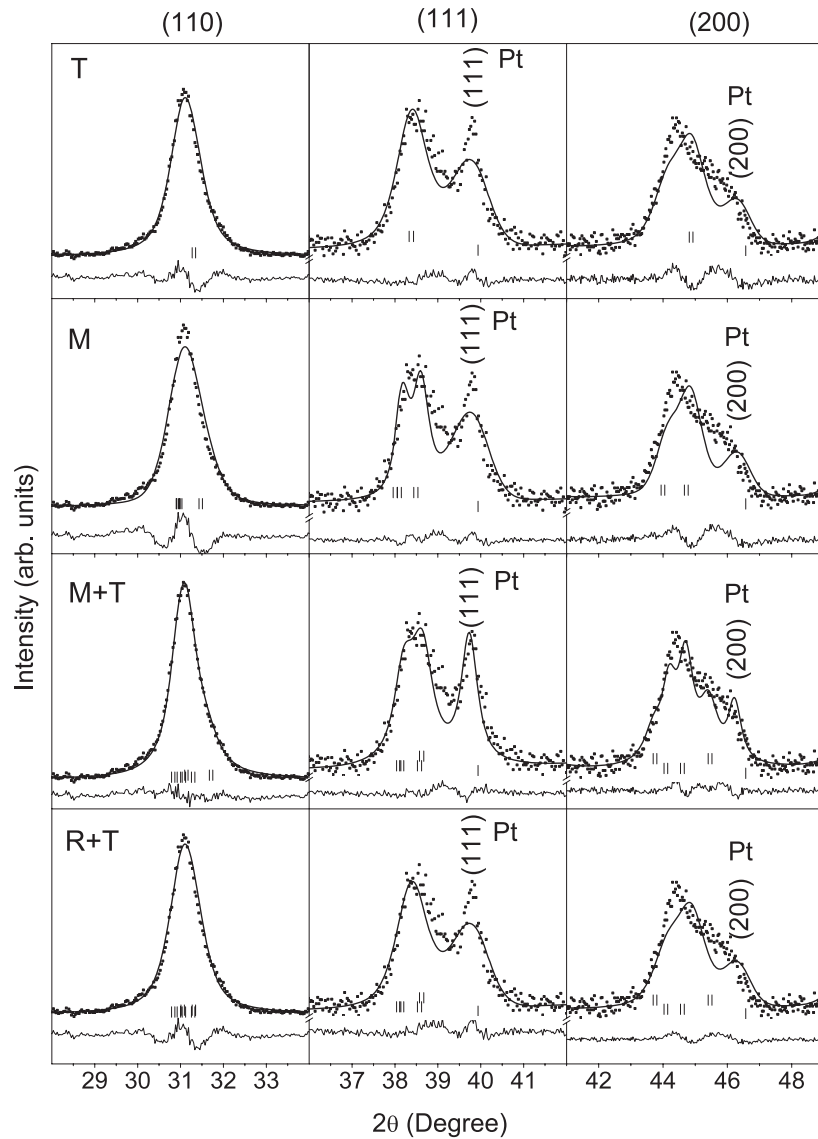 (110) (111) (200)
T
(111) Pt
Pt
(200)
M
(111) Pt
Pt
(200)
M+T
(111) Pt
Pt
(200)
R+T
(111) Pt
Pt
(200)
Intensity (arb. units)
29 30 31 32 33 37 38 39 40 41 42 44 46 48
2θ (Degree)